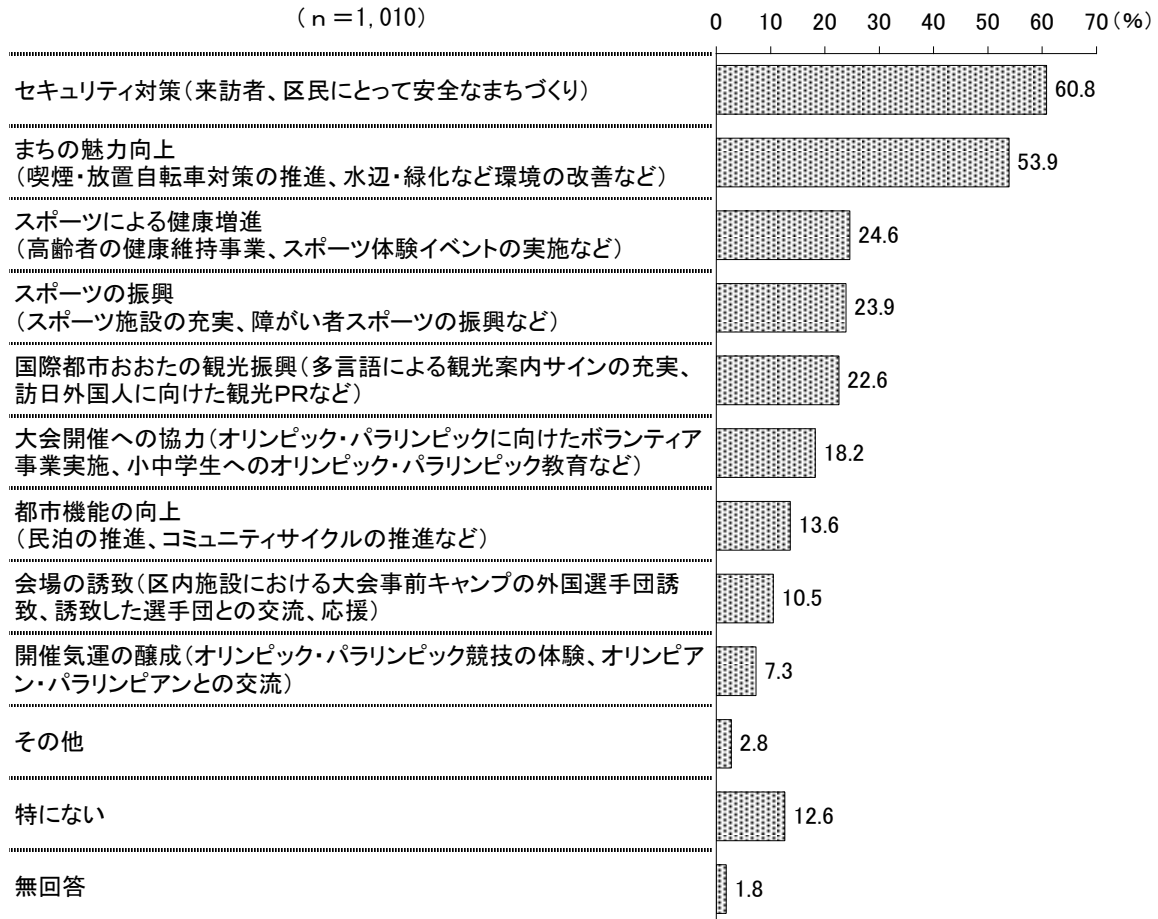 (n=1,010)
0 10 20 30 40 50 60 70(%)
セキュリティ対策(来訪者、区民にとって安全なまちづくり)
60.8
まちの魅力向上
(喫煙・放置自転車対策の推進、水辺・緑化など環境の改善など)
53.9
スポーツによる健康増進
(高齢者の健康維持事業、スポーツ体験イベントの実施など)
24.6
スポーツの振興
(スポーツ施設の充実、障がい者スポーツの振興など)
23.9
国際都市おおたの観光振興(多言語による観光案内サインの充実、
訪日外国人に向けた観光PRなど)
22.6
大会開催への協力(オリンピック・パラリンピックに向けたボランティア
事業実施、小中学生へのオリンピック・パラリンピック教育など)
18.2
都市機能の向上
(民泊の推進、コミュニティサイクルの推進など)
13.6
会場の誘致(区内施設における大会事前キャンプの外国選手団誘
致、誘致した選手団との交流、応援)
10.5
開催気運の醸成(オリンピック・パラリンピック競技の体験、オリンピア
ン・パラリンピアンとの交流)
7.3
その他
2.8
特にない
12.6
無回答
1.8